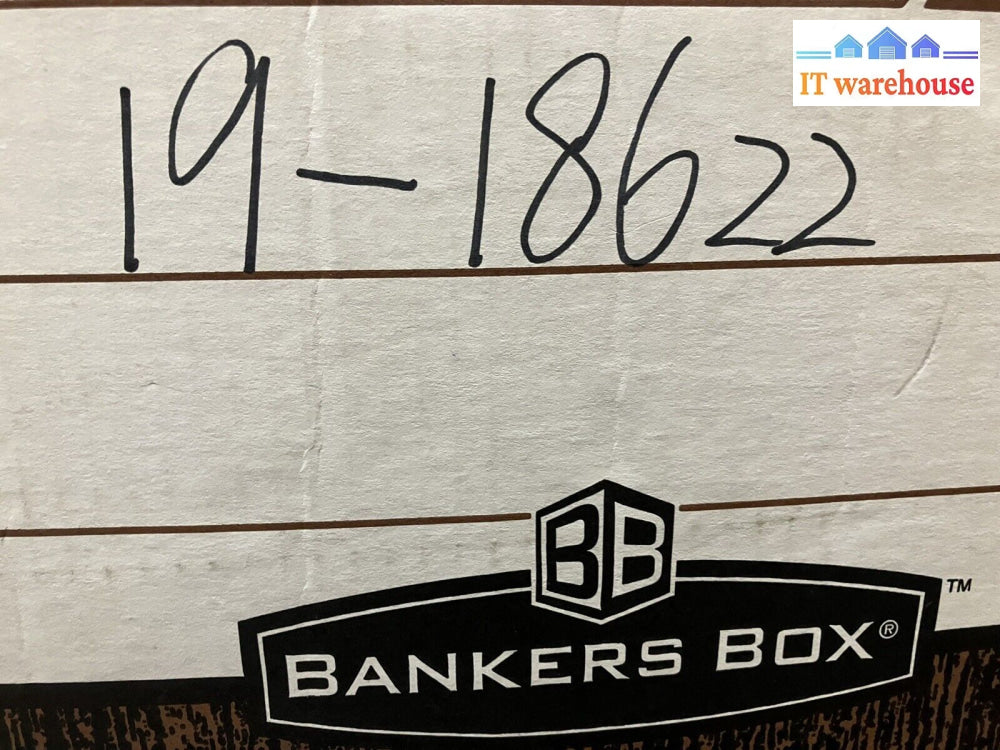 IT warehouse
19-18622
BB
BANKERS BOX®
TM